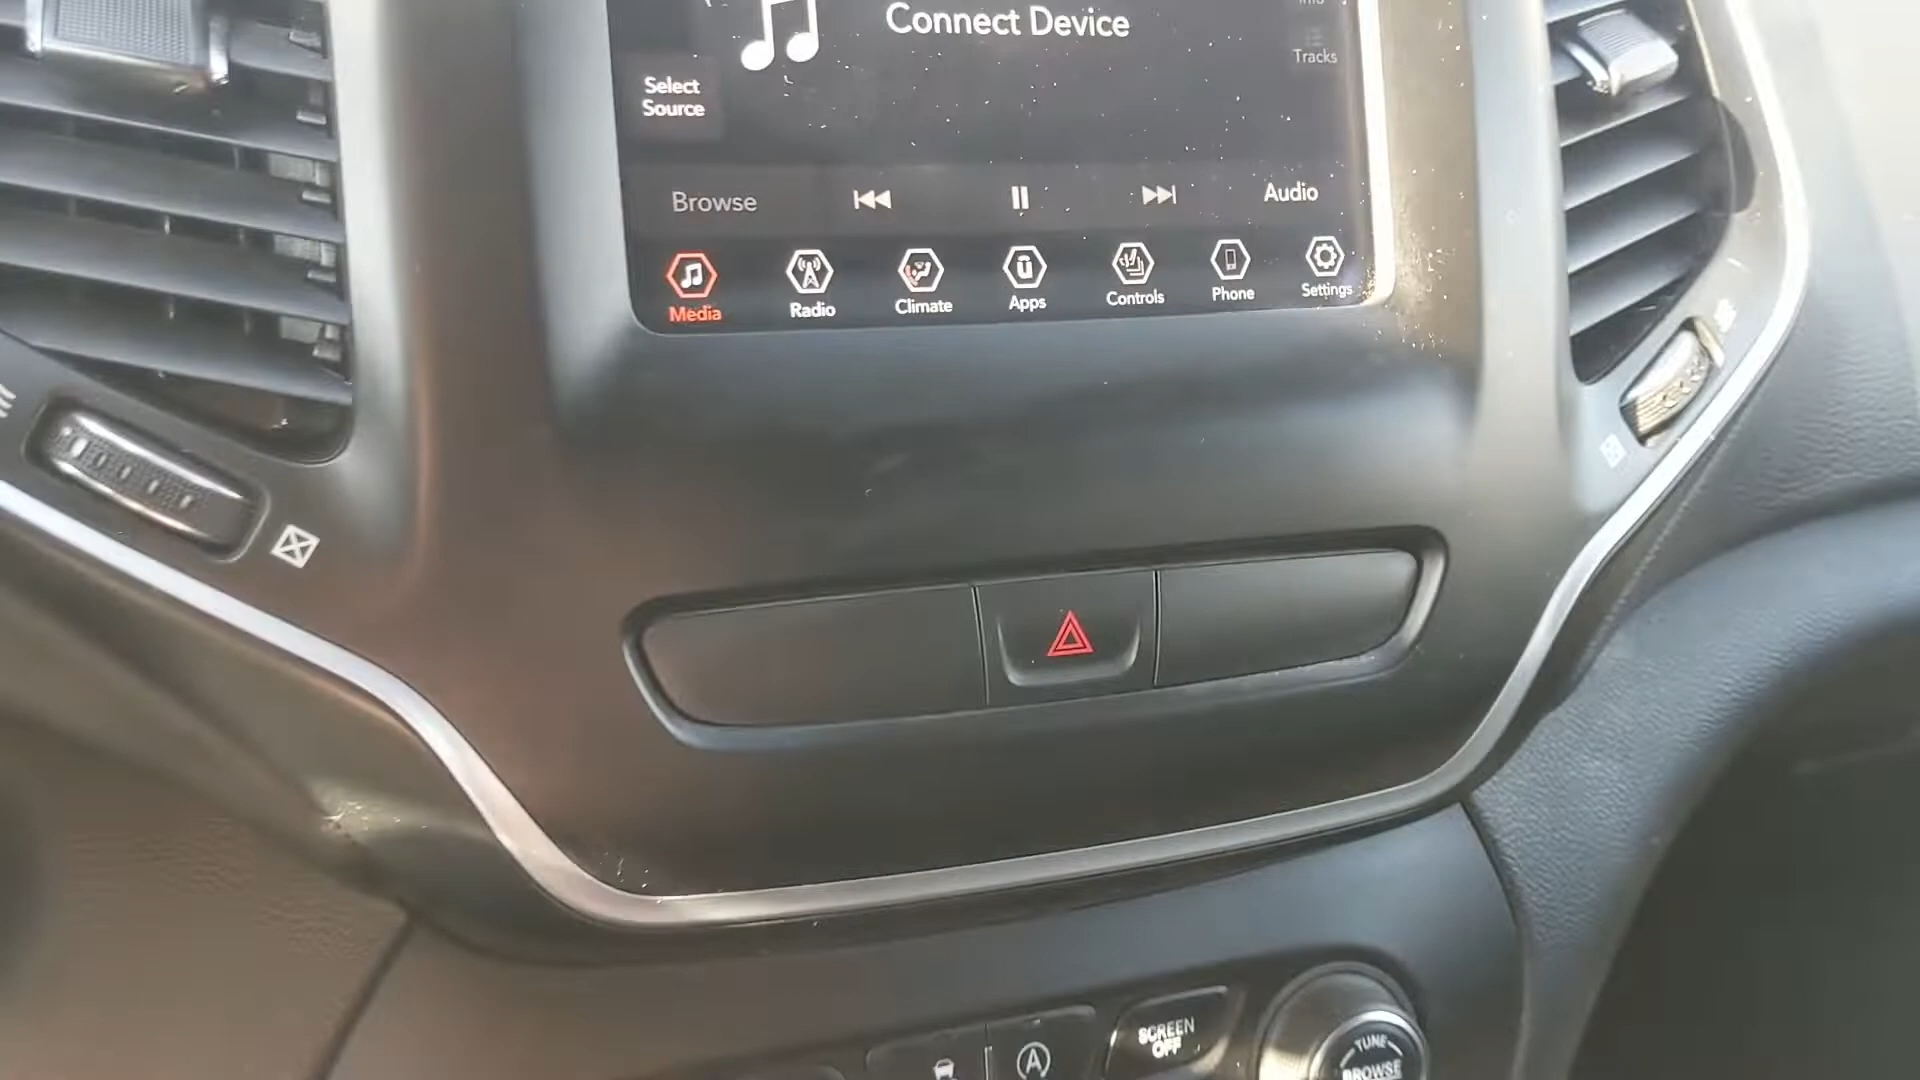 Connect Device
Tracks
Select
Source
Browse
Audio
Media
Radio
Climate
Apps
Controls
Phone
Settings
SCREEN
OFF
TUNE
BROWSE